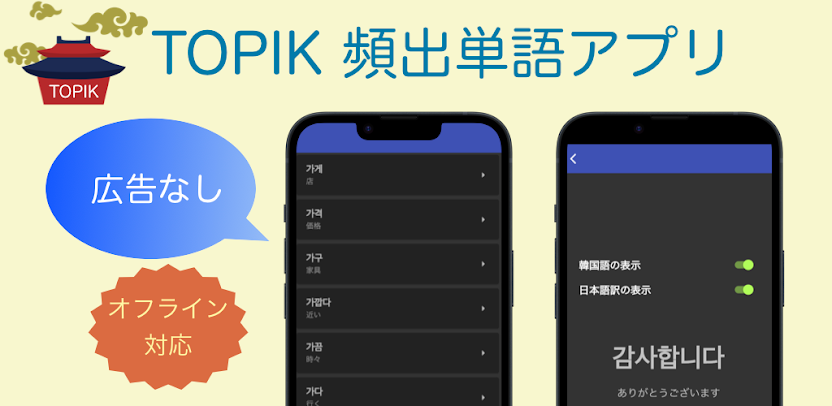 TOPIK 頻出単語アプリ
TOPIK
広告なし
オフライン
対応
가게
店
가격
価格
가구
家具
가깝다
近い
가끔
時々
가다
行く
韓国語の表示
日本語訳の表示
감사합니다
ありがとうございます